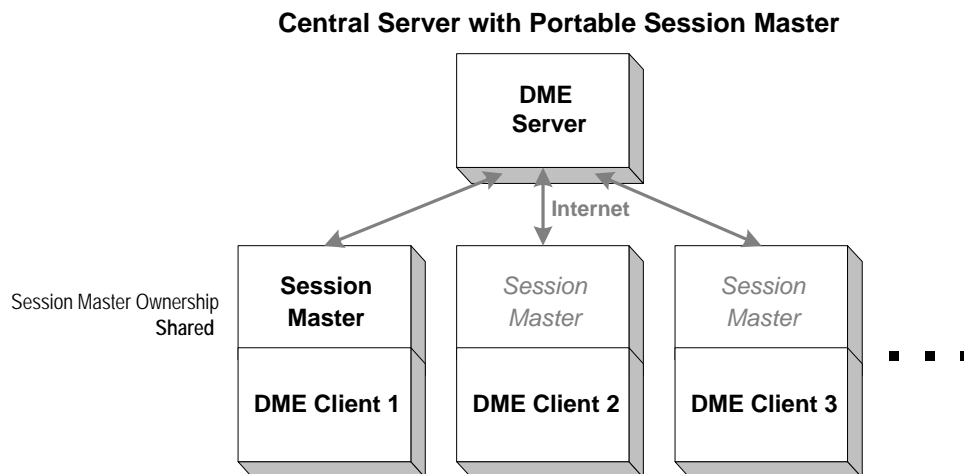 Central Server with Portable Session Master
DME
Server
Internet
Session Master Ownership
Shared
Session
Master
Session
Master
Session
Master
DME Client 1
DME Client 2
DME Client 3